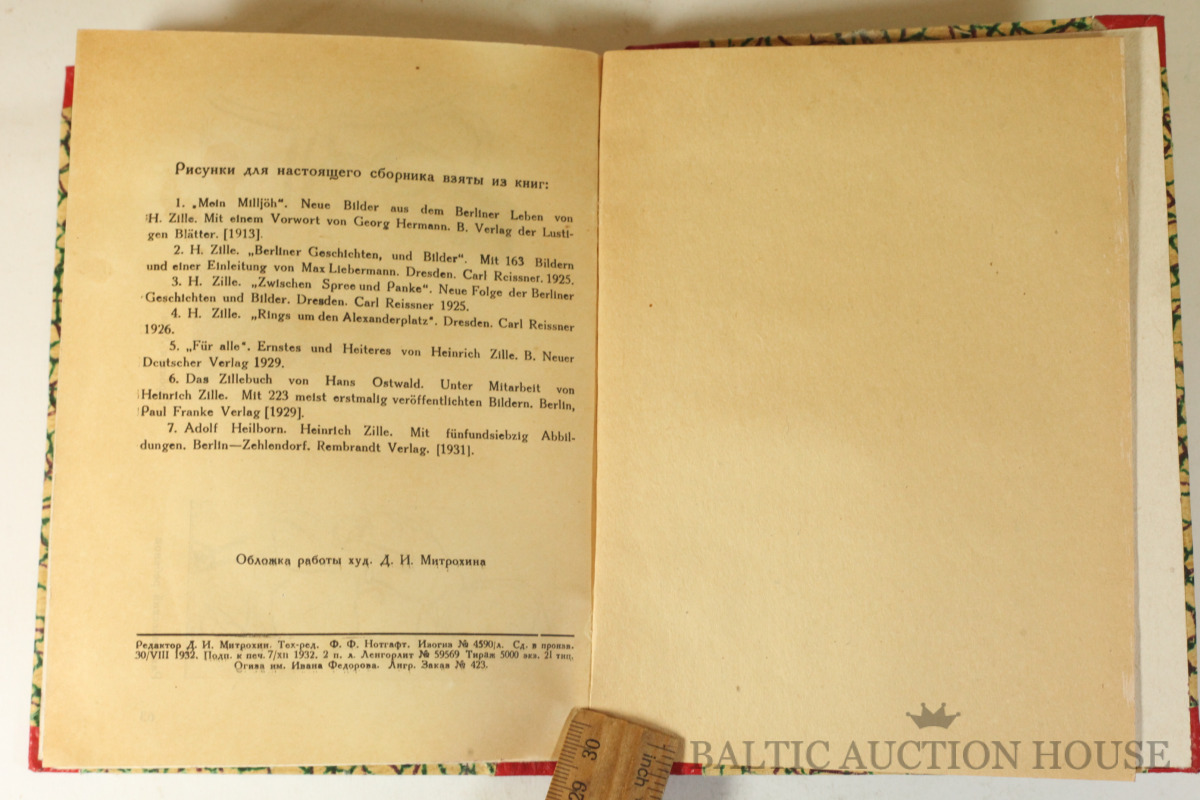 Рисунки для настоящего сборника взяты из книг:
1. „Mein Milljöh“. Neue Bilder aus dem Berliner Leben von
H. Zille. Mit einem Vorwort von Georg Hermann. B. Verlag der Lusti-
gen Blätter. [1913].
2. H. Zille. „Berliner Geschichten, und Bilder“. Mit 163 Bildern
und einer Einleitung von Max Liebermann. Dresden. Carl Reissner. 1925.
3. H. Zille. „Zwischen Spree und Panke“. Neue Folge der Berliner
Geschichten und Bilder. Dresden. Carl Reissner 1925.
4. H. Zille. „Rings um den Alexanderplatz“. Dresden. Carl Reissner
1926.
5. „Für alle“. Ernstes und Heiteres von Heinrich Zille. B. Neuer
Deutscher Verlag 1929.
6. Das Zillebuch von Hans Ostwald. Unter Mitarbeit von
Heinrich Zille. Mit 223 meist erstmalig veröffentlichten Bildern. Berlin,
Paul Franke Verlag [1929].
7. Adolf Heilborn. Heinrich Zille. Mit fünfundsiebzig Abbil-
dungen. Berlin—Zehlendorf. Rembrandt Verlag. [1931].
Обложка работы худ. Д. И. Митрохина
Редактор Д. И. Митрохин. Тех-ред. Ф. Ф. Нотгафт. Изогиз № 4590/л. Сд. в произв.
30/VIII 1932. Подп. к печ. 7/XII 1932. 2 п. л. Ленгорлит № 59569 Тираж 5000 экз. 21 тип.
Огиза им. Ивана Федорова. Лнгр. Заказ № 423.
29 30
inch
BALTIC AUCTION HOUSE